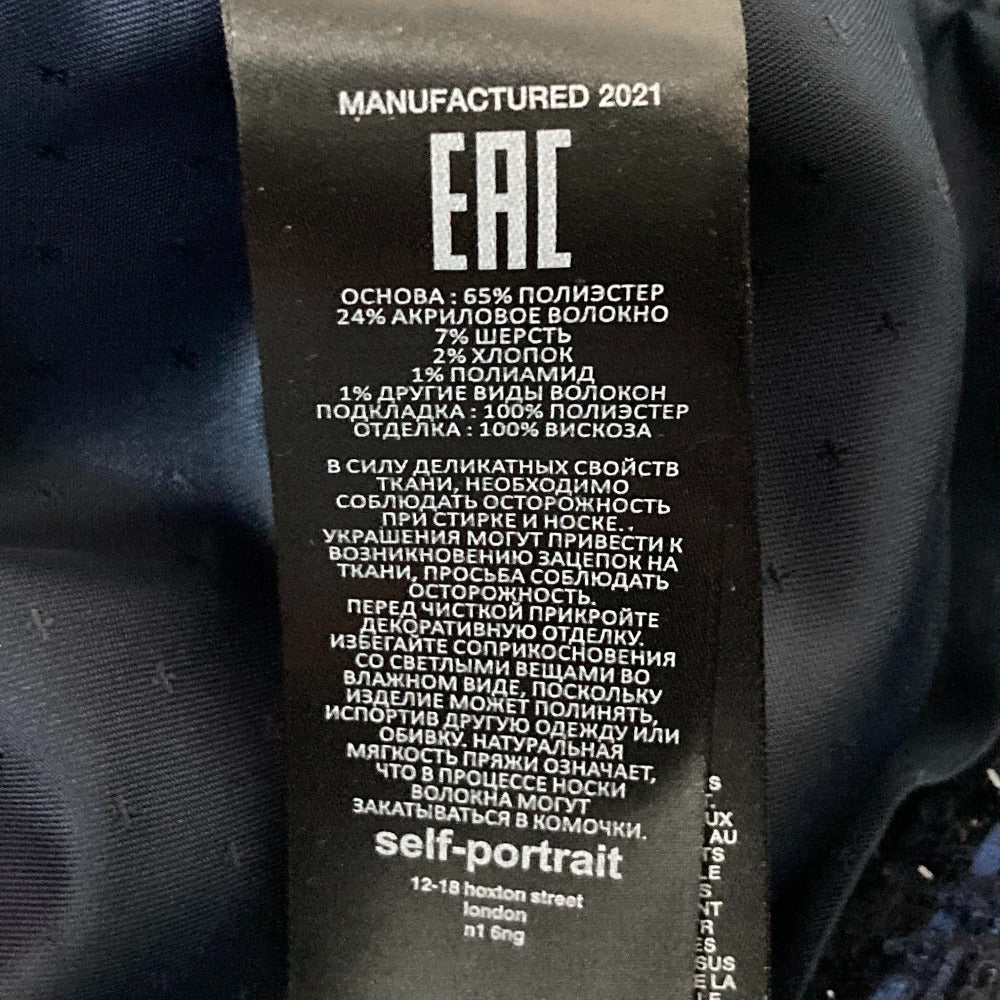 MANUFACTURED 2021
EAC
ОСНОВА : 65% ПОЛИЭСТЕР
24% АКРИЛОВОЕ ВОЛОКНО
7% ШЕРСТЬ
2% ХЛОПОК
1% ПОЛИАМИД
1% ДРУГИЕ ВИДЫ ВОЛОКОН
ПОДКЛАДКА : 100% ПОЛИЭСТЕР
ОТДЕЛКА : 100% ВИСКОЗА
В СИЛУ ДЕЛИКАТНЫХ СВОЙСТВ
ТКАНИ, НЕОБХОДИМО
СОБЛЮДАТЬ ОСТОРОЖНОСТЬ
ПРИ СТИРКЕ И НОСКЕ. .
УКРАШЕНИЯ МОГУТ ПРИВЕСТИ К
ВОЗНИКНОВЕНИЮ ЗАЦЕПОК НА
ТКАНИ, ПРОСЬБА СОБЛЮДАТЬ
ОСТОРОЖНОСТЬ.
ПЕРЕД ЧИСТКОЙ ПРИКРОЙТЕ
ДЕКОРАТИВНУЮ ОТДЕЛКУ.
ИЗБЕГАЙТЕ СОПРИКОСНОВЕНИЯ
СО СВЕТЛЫМИ ВЕЩАМИ ВО
ВЛАЖНОМ ВИДЕ, ПОСКОЛЬКУ
ИЗДЕЛИЕ МОЖЕТ ПОЛИНЯТЬ,
ИСПОРТИВ ДРУГУЮ ОДЕЖДУ ИЛИ
ОБИВКУ. НАТУРАЛЬНАЯ
МЯГКОСТЬ ПРЯЖИ ОЗНАЧАЕТ,
ЧТО В ПРОЦЕССЕ НОСКИ
ВОЛОКНА МОГУТ
ЗАКАТЫВАТЬСЯ В КОМОЧКИ.
self-portrait
12-18 hoxton street
london
n1 6ng